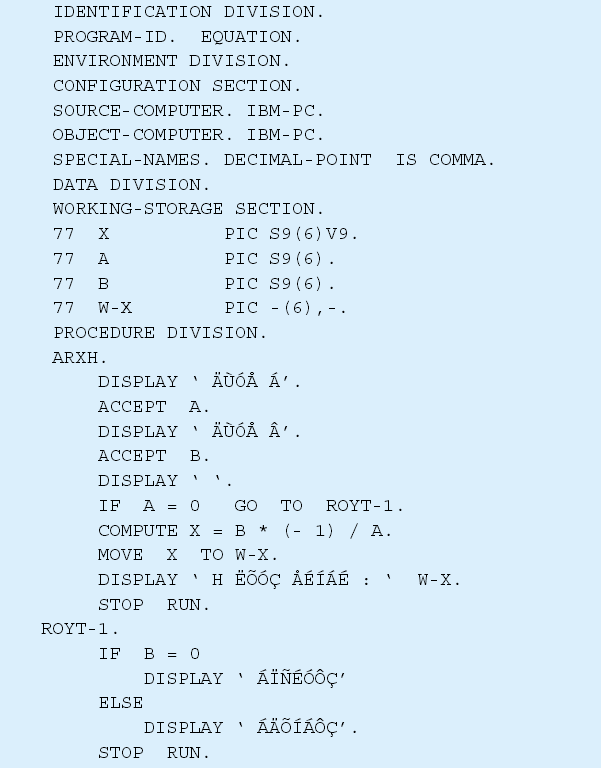 IDENTIFICATION DIVISION.
PROGRAM-ID.  EQUATION.
ENVIRONMENT DIVISION.
CONFIGURATION SECTION.
SOURCE-COMPUTER. IBM-PC.
OBJECT-COMPUTER. IBM-PC.
SPECIAL-NAMES. DECIMAL-POINT  IS COMMA.
DATA DIVISION.
WORKING-STORAGE SECTION.
77  X          PIC S9(6)V9.
77  A          PIC S9(6).
77  B          PIC S9(6).
77  W-X        PIC -(6),-.
PROCEDURE DIVISION.
ARXH.
DISPLAY ‘ ÄÙÓÅ Á’.
ACCEPT  A.
DISPLAY ‘ ÄÙÓÅ Â’.
ACCEPT  B.
DISPLAY ‘ ‘.
IF  A = 0   GO  TO  ROYT-1.
COMPUTE X = B * (- 1) / A.
MOVE  X  TO W-X.
DISPLAY ‘ H ËÕÓÇ ÅÉÍÁÉ : ‘  W-X.
STOP  RUN.
ROYT-1.
IF  B = 0
DISPLAY ‘ ÁÏÑÉÓÔÇ’
ELSE
DISPLAY ‘ ÁÄÕÍÁÔÇ’.
STOP  RUN.